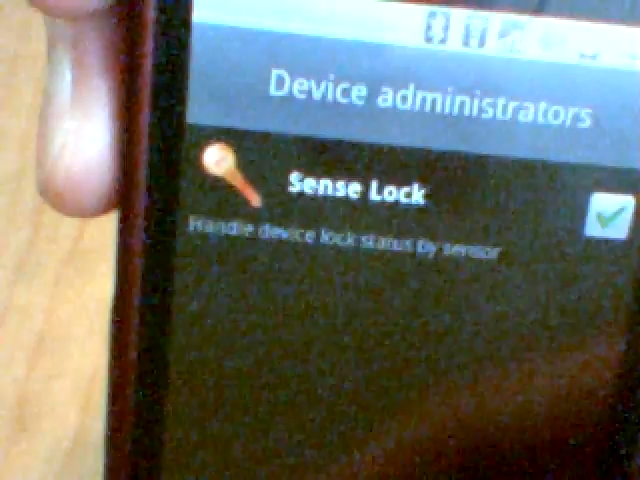 Device administrators
Sense Lock
Handle device lock status by sensor